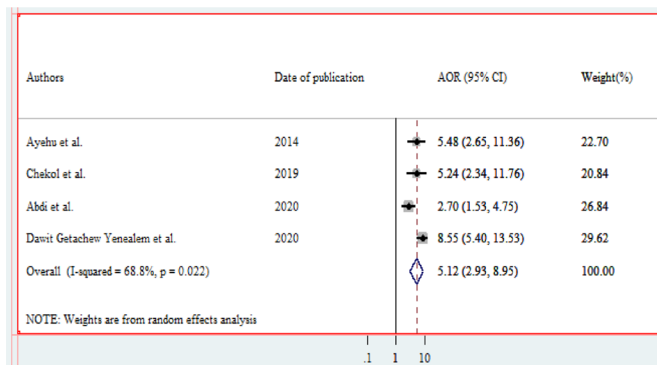 Authors Date of publication AOR (95% CI) Weight(%)
Ayehu et al. 2014 5.48 (2.65, 11.36) 22.70
Chekol et al. 2019 5.24 (2.34, 11.76) 20.84
Abdi et al. 2020 2.70 (1.53, 4.75) 26.84
Dawit Getachew Yenealem et al. 2020 8.55 (5.40, 13.53) 29.62
Overall (I-squared = 68.8%, p = 0.022) 5.12 (2.93, 8.95) 100.00
NOTE: Weights are from random effects analysis
.1 1 10